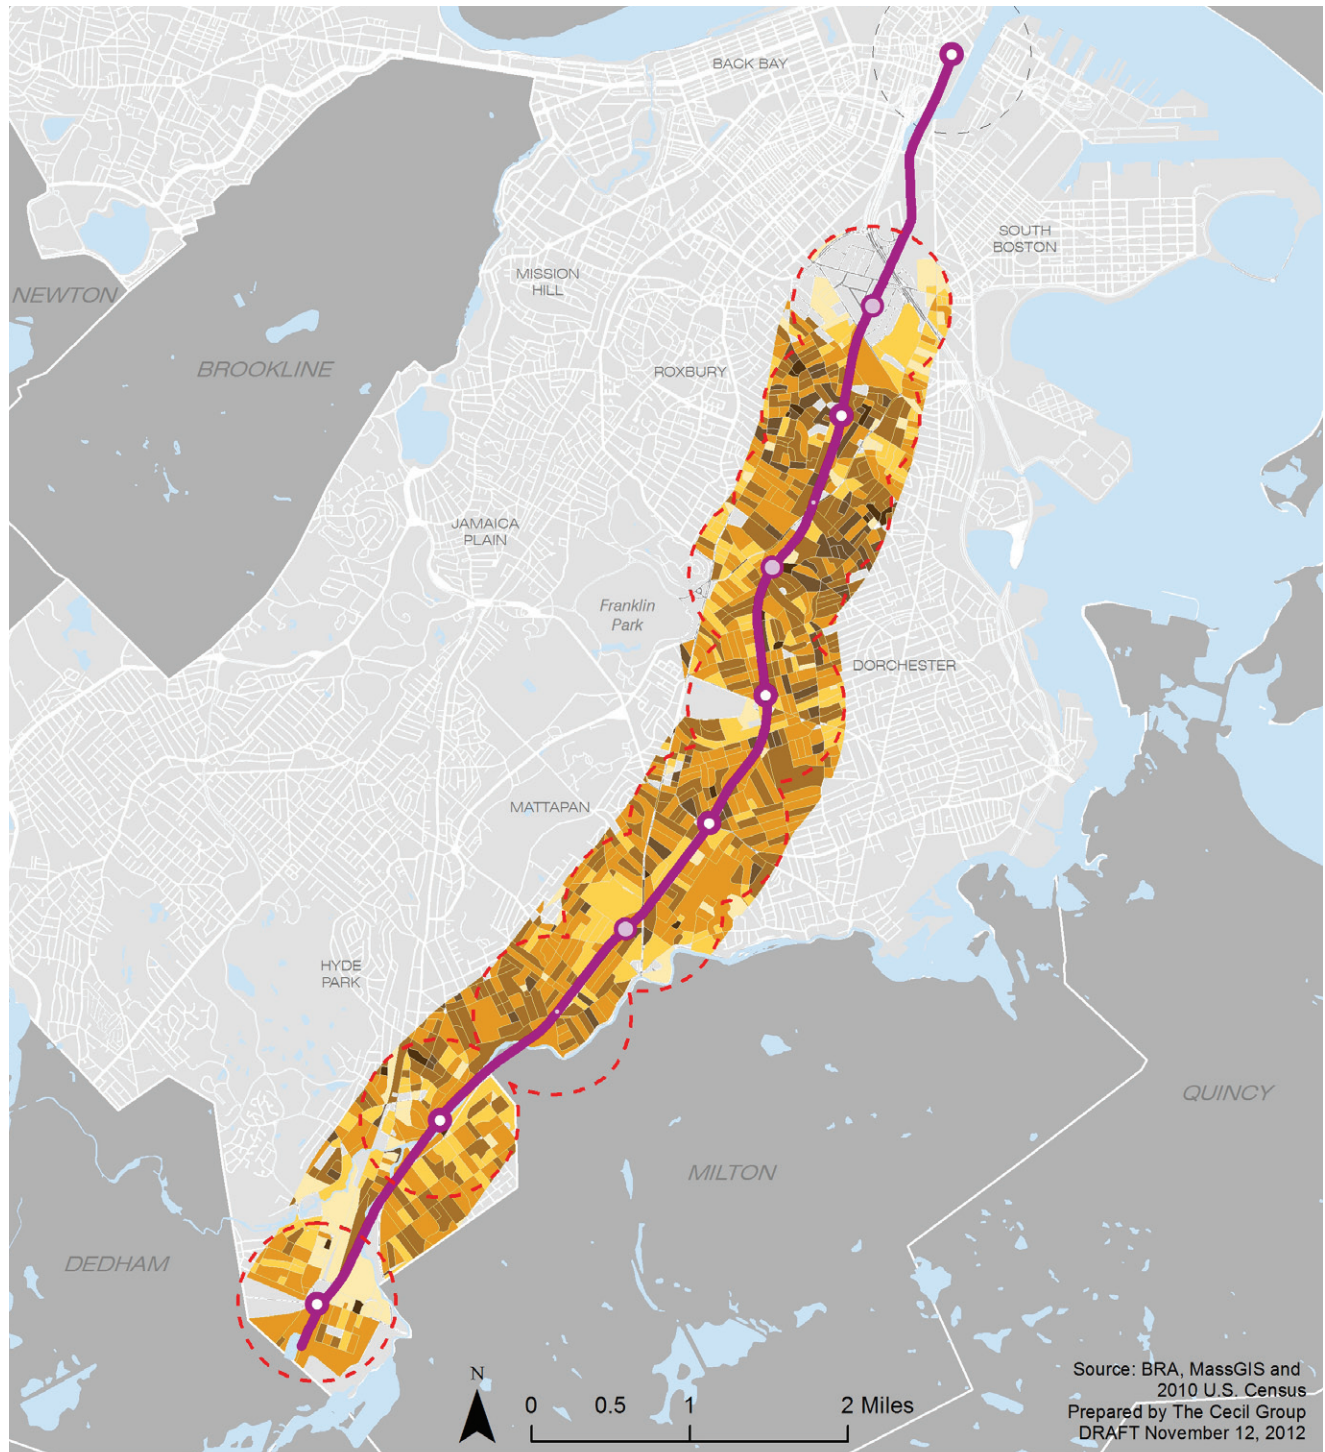 BACK BAY
SOUTH
BOSTON
MISSION
HILL
NEWTON
BROOKLINE
ROXBURY
JAMAICA
PLAIN
Franklin
Park
DORCHESTER
MATTAPAN
HYDE
PARK
QUINCY
MILTON
DEDHAM
N
0 0.5 1 2 Miles
Source: BRA, MassGIS and
2010 U.S. Census
Prepared by The Cecil Group
DRAFT November 12, 2012